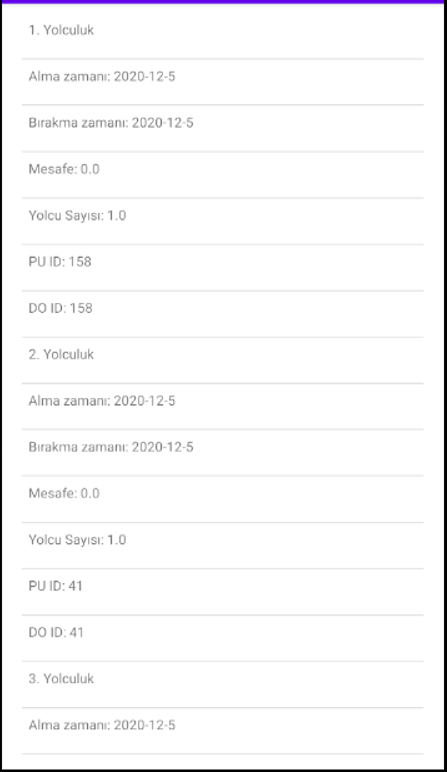 1. Yolculuk
Alma zamanı: 2020-12-5
Bırakma zamanı: 2020-12-5
Mesafe: 0.0
Yolcu Sayısı: 1.0
PU ID: 158
DO ID: 158
2. Yolculuk
Alma zamanı: 2020-12-5
Bırakma zamanı: 2020-12-5
Mesafe: 0.0
Yolcu Sayısı: 1.0
PU ID: 41
DO ID: 41
3. Yolculuk
Alma zamanı: 2020-12-5